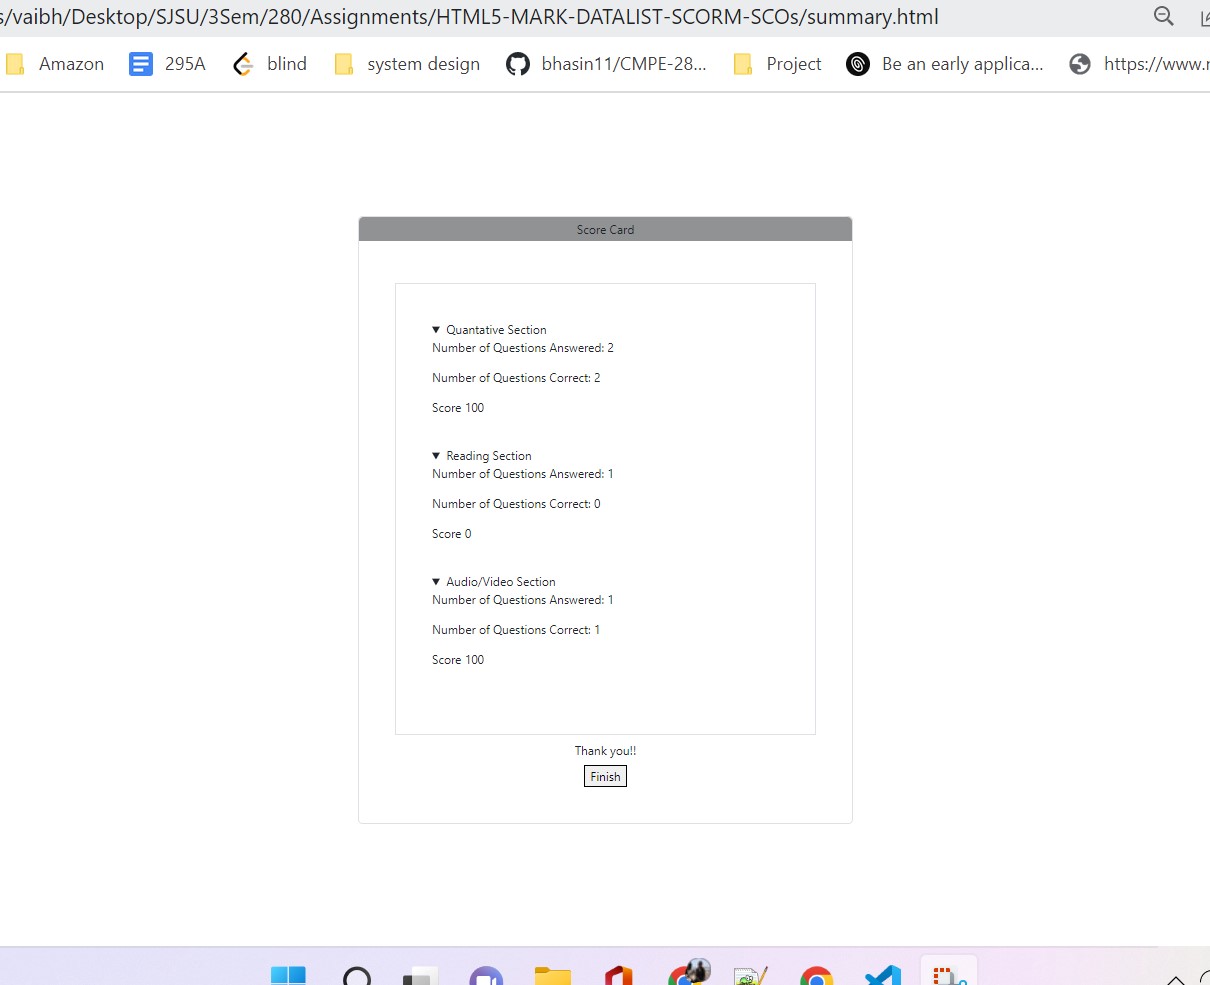 s/vaibh/Desktop/SJSU/3Sem/280/Assignments/HTML5-MARK-DATALIST-SCORM-SCOs/summary.html
Amazon 295A blind system design bhasin11/CMPE-28... Project Be an early applica... https://www.r
Score Card
Quantative Section
Number of Questions Answered: 2
Number of Questions Correct: 2
Score 100
Reading Section
Number of Questions Answered: 1
Number of Questions Correct: 0
Score 0
Audio/Video Section
Number of Questions Answered: 1
Number of Questions Correct: 1
Score 100
Thank you!!
Finish